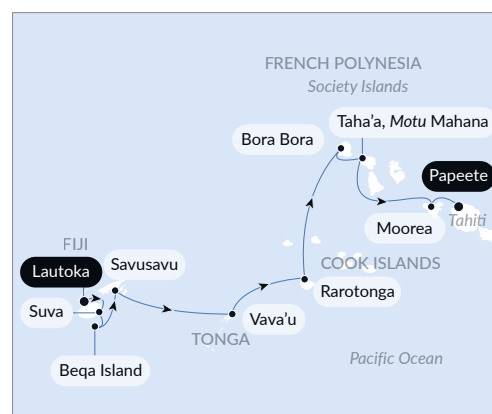 FRENCH POLYNESIA
Society Islands
Taha'a, Motu Mahana
Bora Bora
Papeete
Moorea
Tahiti
FIJI
Savusavu
Lautoka
COOK ISLANDS
Rarotonga
Suva
Vava'u
TONGA
Pacific Ocean
Beqa Island